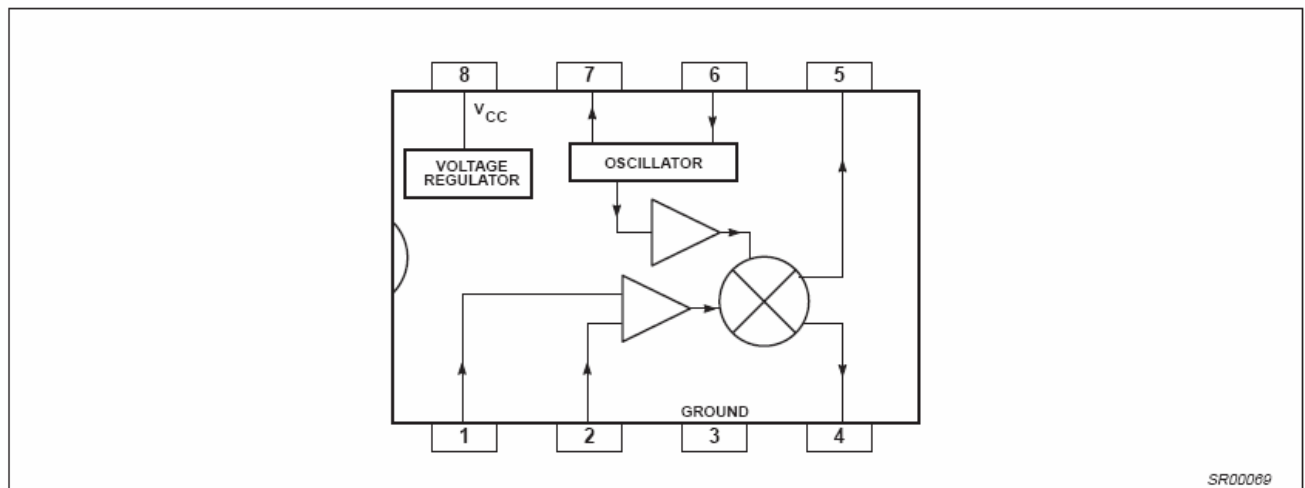 8 7 6 5
VCC
VOLTAGE
REGULATOR
OSCILLATOR
GROUND
1 2 3 4
SR00069